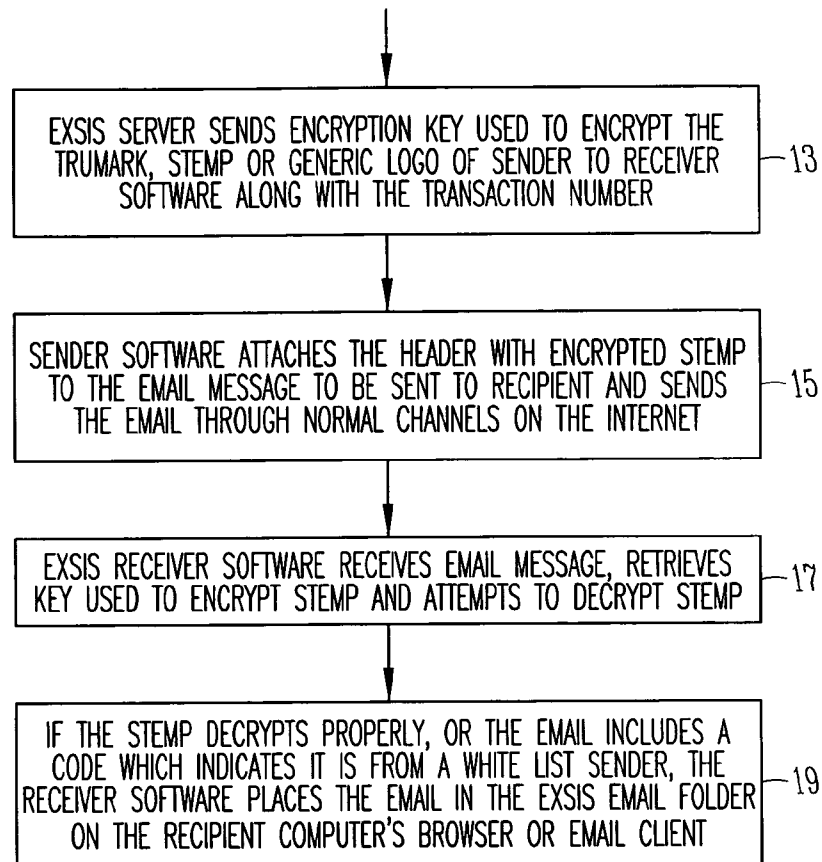 EXSIS SERVER SENDS ENCRYPTION KEY USED TO ENCRYPT THE
TRUMARK, STEMP OR GENERIC LOGO OF SENDER TO RECEIVER
SOFTWARE ALONG WITH THE TRANSACTION NUMBER
13
SENDER SOFTWARE ATTACHES THE HEADER WITH ENCRYPTED STEMP
TO THE EMAIL MESSAGE TO BE SENT TO RECIPIENT AND SENDS
THE EMAIL THROUGH NORMAL CHANNELS ON THE INTERNET
15
EXSIS RECEIVER SOFTWARE RECEIVES EMAIL MESSAGE, RETRIEVES
KEY USED TO ENCRYPT STEMP AND ATTEMPTS TO DECRYPT STEMP
17
IF THE STEMP DECRYPTS PROPERLY, OR THE EMAIL INCLUDES A
CODE WHICH INDICATES IT IS FROM A WHITE LIST SENDER, THE
RECEIVER SOFTWARE PLACES THE EMAIL IN THE EXSIS EMAIL FOLDER
ON THE RECIPIENT COMPUTER'S BROWSER OR EMAIL CLIENT
19